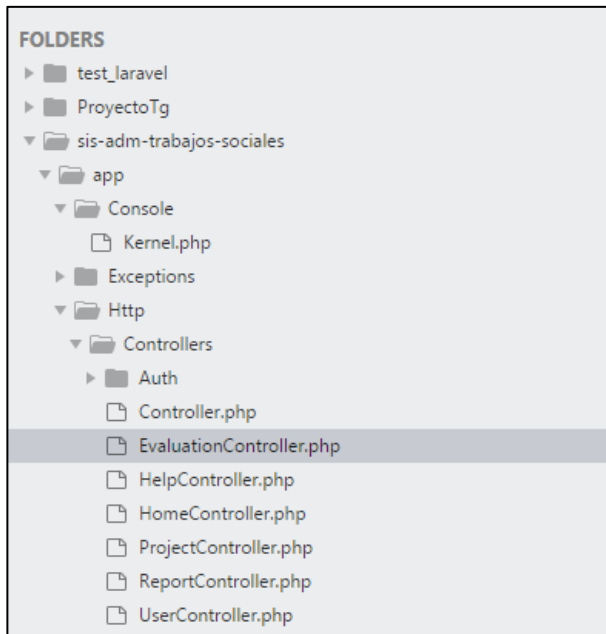 FOLDERS
test_laravel
ProyectoTg
sis-adm-trabajos-sociales
app
Console
Kernel.php
Exceptions
Http
Controllers
Auth
Controller.php
EvaluationController.php
HelpController.php
HomeController.php
ProjectController.php
ReportController.php
UserController.php